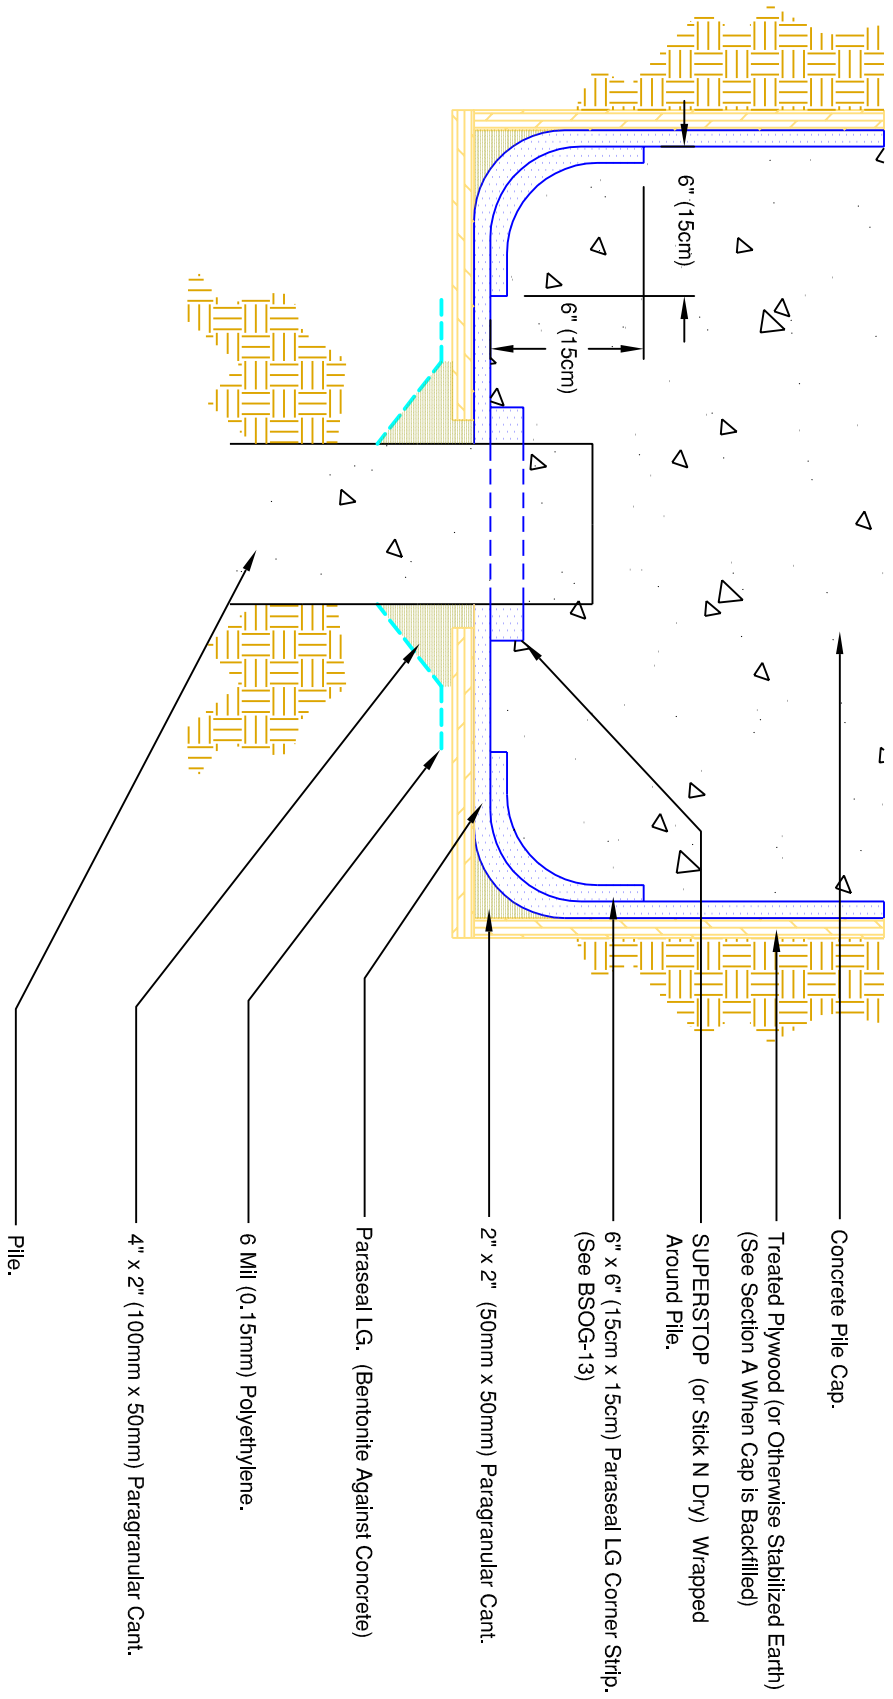 Concrete Pile Cap.
Treated Plywood (or Otherwise Stabilized Earth)
(See Section A When Cap is Backfilled)
SUPERSTOP (or Stick N Dry) Wrapped
Around Pile.
6" x 6" (15cm x 15cm) Paraseal LG Corner Strip.
(See BSOG-13)
2" x 2" (50mm x 50mm) Paragranular Cant.
Paraseal LG. (Bentonite Against Concrete)
6 Mil (0.15mm) Polyethylene.
4" x 2" (100mm x 50mm) Paragranular Cant.
Pile.
6" (15cm)
6" (15cm)